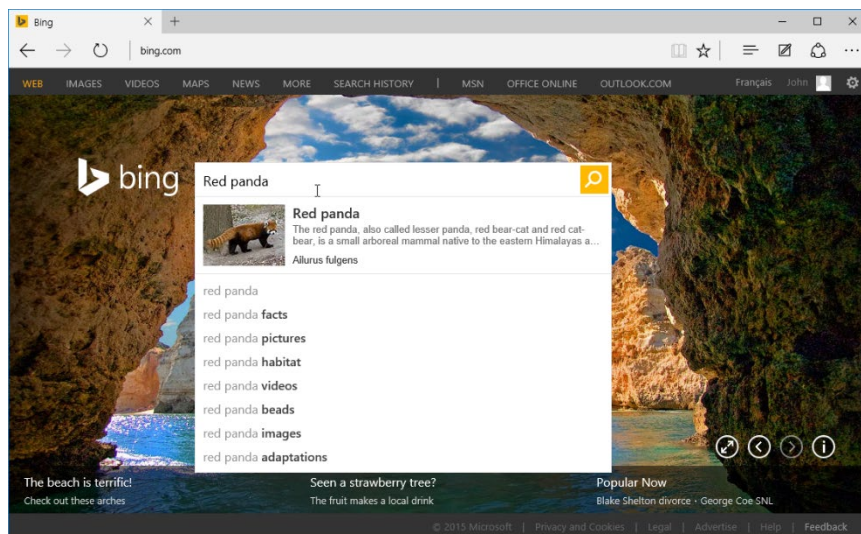 Bing
bing.com
WEB IMAGES VIDEOS MAPS NEWS MORE SEARCH HISTORY | MSN OFFICE ONLINE OUTLOOK.COM Français John
bing
Red panda
Red panda
The red panda, also called lesser panda, red bear-cat and red cat-
bear, is a small arboreal mammal native to the eastern Himalayas a...
Ailurus fulgens
red panda
red panda facts
red panda pictures
red panda habitat
red panda videos
red panda beads
red panda images
red panda adaptations
The beach is terrific!
Check out these arches
Seen a strawberry tree?
The fruit makes a local drink
Popular Now
Blake Shelton divorce · George Coe SNL
© 2015 Microsoft | Privacy and Cookies | Legal | Advertise | Help | Feedback